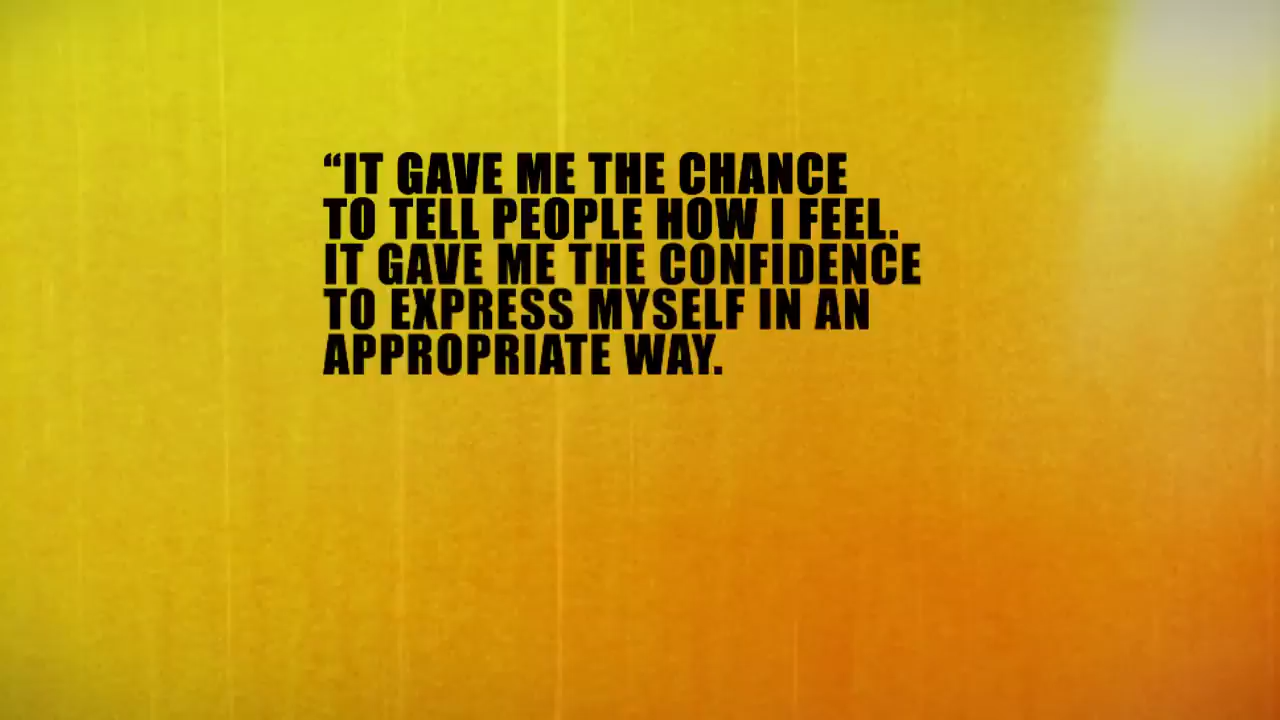 “IT GAVE ME THE CHANCE
TO TELL PEOPLE HOW I FEEL.
IT GAVE ME THE CONFIDENCE
TO EXPRESS MYSELF IN AN
APPROPRIATE WAY.